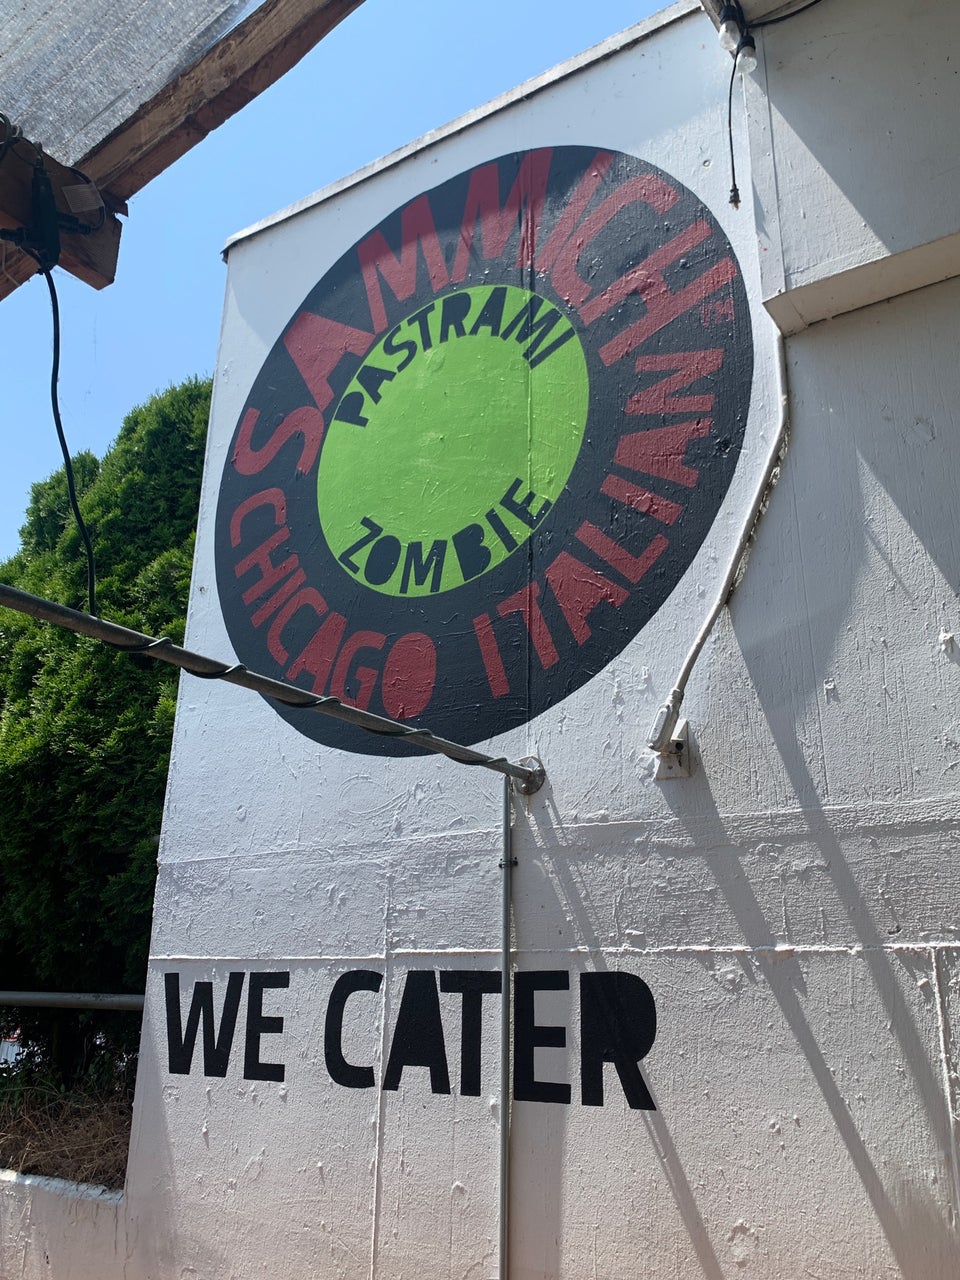 SAMMICH
PASTRAMI
ZOMBIE
CHICAGO ITALIAN
WE CATER